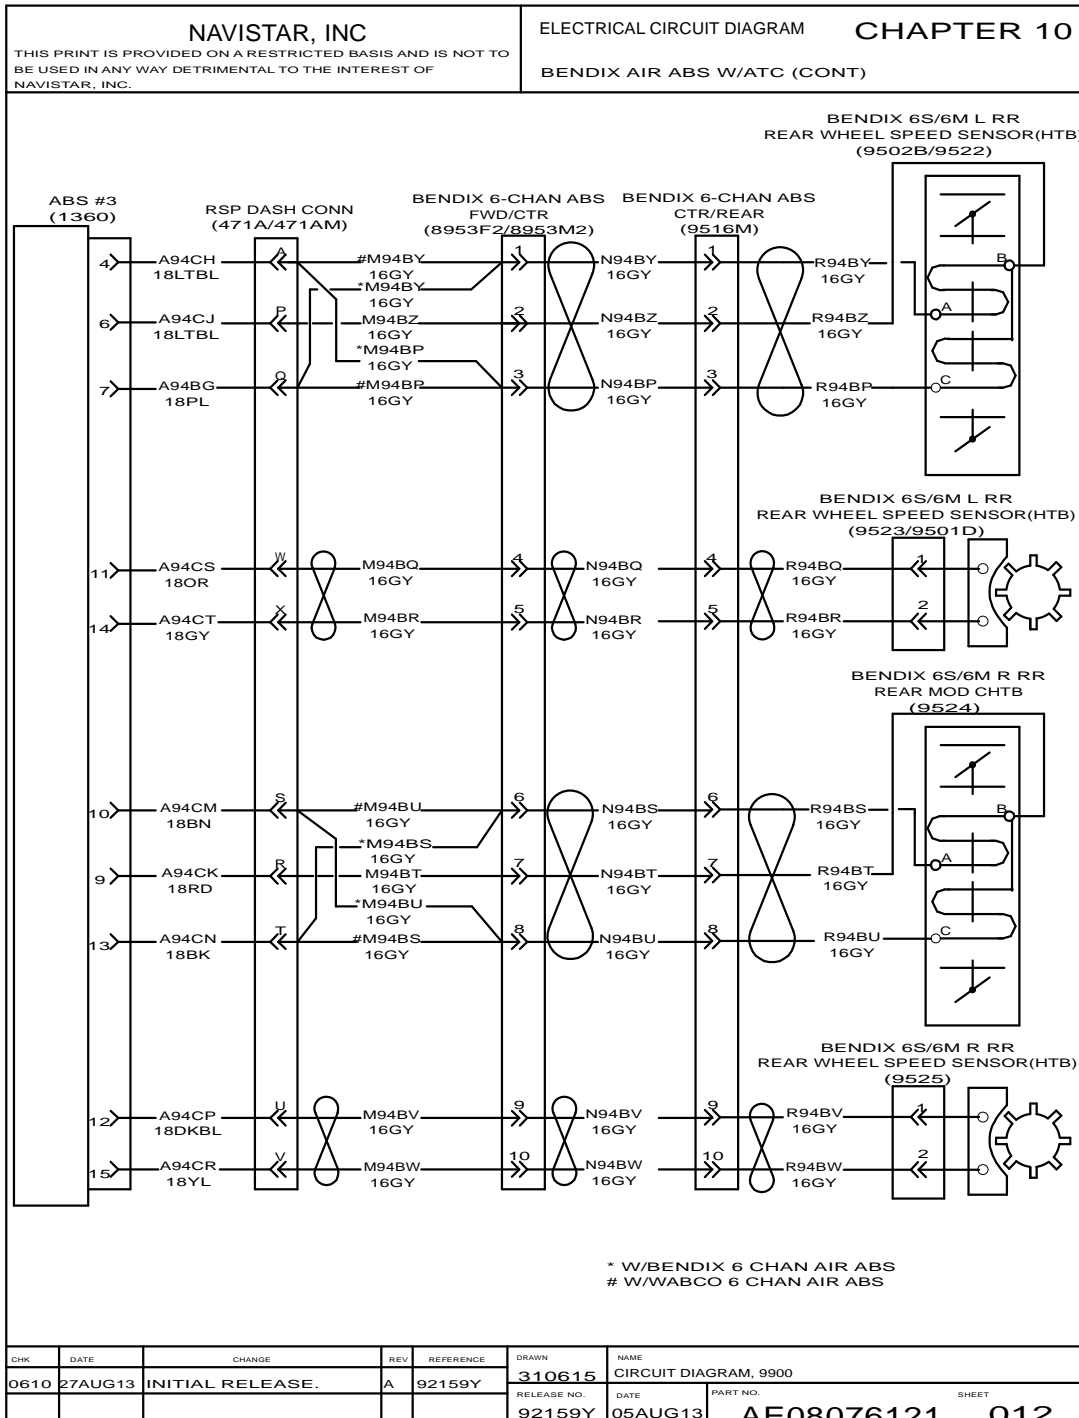 NAVISTAR, INC
THIS PRINT IS PROVIDED ON A RESTRICTED BASIS AND IS NOT TO
BE USED IN ANY WAY DETRIMENTAL TO THE INTEREST OF
NAVISTAR, INC.
ELECTRICAL CIRCUIT DIAGRAM
CHAPTER 10
BENDIX AIR ABS W/ATC (CONT)
BENDIX 6S/6M L RR
REAR WHEEL SPEED SENSOR(HTB)
(9502B/9522)
ABS #3
(1360)
RSP DASH CONN
(471A/471AM)
BENDIX 6-CHAN ABS
FWD/CTR
(8953F2/8953M2)
BENDIX 6-CHAN ABS
CTR/REAR
(9516M)
4 A94CH 18LTBL A #M94BY 16GY 1 N94BY 16GY 1 R94BY 16GY B
*M94BY 16GY
6 A94CJ 18LTBL P M94BZ 16GY 2 N94BZ 16GY 2 R94BZ 16GY A
*M94BP 16GY
7 A94BG 18PL Q #M94BP 16GY 3 N94BP 16GY 3 R94BP 16GY C
BENDIX 6S/6M L RR
REAR WHEEL SPEED SENSOR(HTB)
(9523/9501D)
11 A94CS 18OR W M94BQ 16GY 4 N94BQ 16GY 4 R94BQ 16GY 1
14 A94CT 18GY X M94BR 16GY 5 N94BR 16GY 5 R94BR 16GY 2
BENDIX 6S/6M R RR
REAR MOD CHTB
(9524)
10 A94CM 18BN S #M94BU 16GY 6 N94BS 16GY 6 R94BS 16GY B
*M94BS 16GY
9 A94CK 18RD R M94BT 16GY 7 N94BT 16GY 7 R94BT 16GY A
*M94BU 16GY
13 A94CN 18BK T #M94BS 16GY 8 N94BU 16GY 8 R94BU 16GY C
BENDIX 6S/6M R RR
REAR WHEEL SPEED SENSOR(HTB)
(9525)
12 A94CP 18DKBL U M94BV 16GY 9 N94BV 16GY 9 R94BV 16GY 1
15 A94CR 18YL V M94BW 16GY 10 N94BW 16GY 10 R94BW 16GY 2
* W/BENDIX 6 CHAN AIR ABS
# W/WABCO 6 CHAN AIR ABS
CHK DATE CHANGE REV REFERENCE
0610 27AUG13 INITIAL RELEASE. A 92159Y
DRAWN
310615
NAME
CIRCUIT DIAGRAM, 9900
RELEASE NO.
92159Y
DATE
05AUG13
PART NO.
AE08076121
SHEET
012